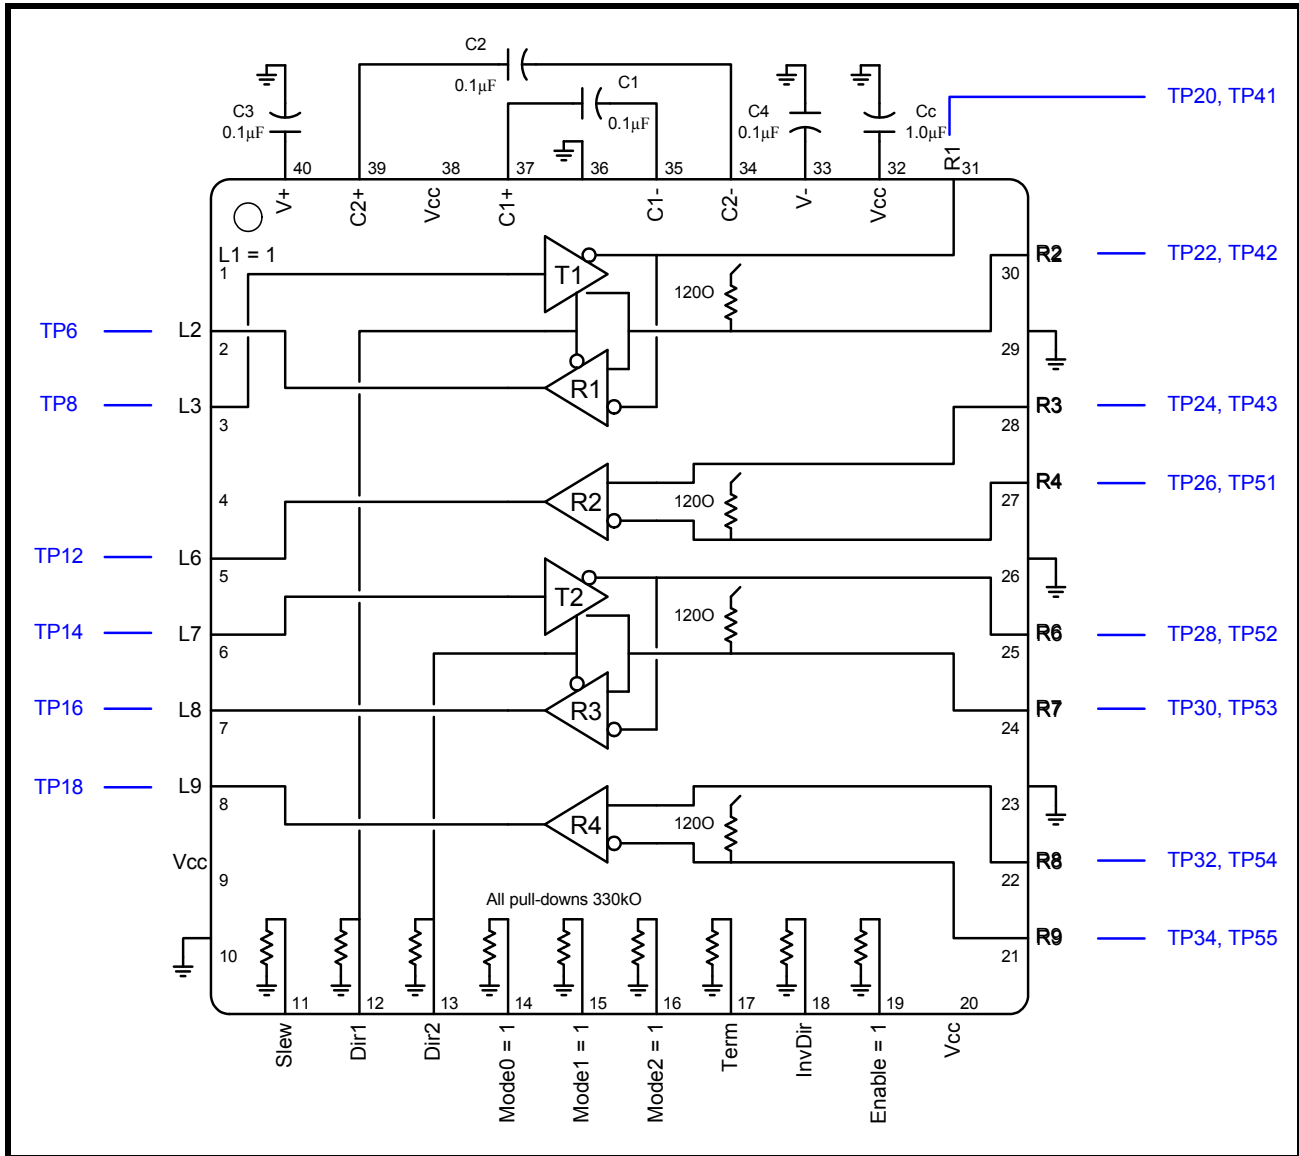 C2
0.1µF
C1
0.1µF
C3
0.1µF
C4
0.1µF
Cc
1.0µF
R1
TP20, TP41
40
39
38
37
36
35
34
33
32
31
V+
C2+
Vcc
C1+
C1-
C2-
V-
Vcc
L1 = 1
1
T1
120O
30
R2
TP22, TP42
TP6
L2
2
29
R1
TP8
L3
3
28
R3
TP24, TP43
4
R2
120O
27
R4
TP26, TP51
TP12
L6
5
26
T2
120O
TP14
L7
6
25
R6
TP28, TP52
TP16
L8
7
R3
24
R7
TP30, TP53
TP18
L9
8
R4
120O
23
Vcc
9
22
R8
TP32, TP54
All pull-downs 330kO
10
21
R9
TP34, TP55
11
12
13
14
15
16
17
18
19
20
Slew
Dir1
Dir2
Mode0 = 1
Mode1 = 1
Mode2 = 1
Term
InvDir
Enable = 1
Vcc